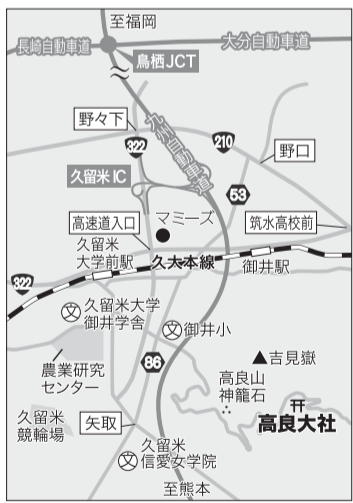 至福岡
長崎自動車道
大分自動車道
鳥栖JCT
野々下
九州自動車道
322
210
野口
久留米IC
53
高速道入口
マミーズ
筑水高校前
久留米
大学前駅
久大本線
御井駅
322
久留米大学
御井学舎
文
文
御井小
86
吉見嶽
農業研究
センター
高良山
神籠石
高良大社
久留米
競輪場
矢取
文
久留米
信愛女学院
至熊本